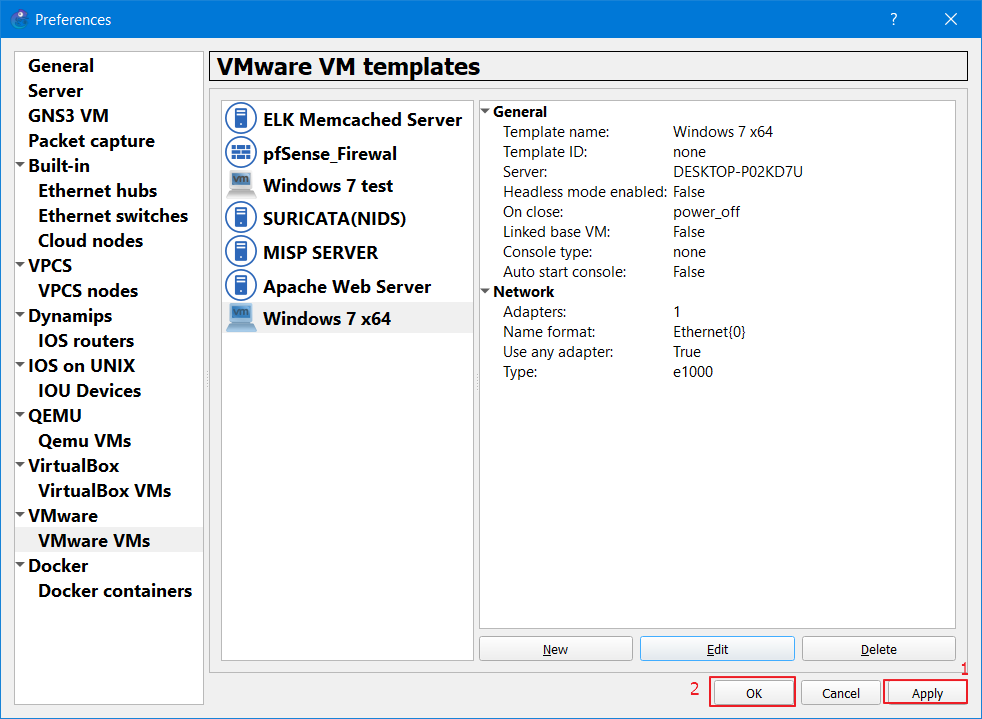 Preferences
?
General
Server
GNS3 VM
Packet capture
Built-in
Ethernet hubs
Ethernet switches
Cloud nodes
VPCS
VPCS nodes
Dynamips
IOS routers
IOS on UNIX
IOU Devices
QEMU
Qemu VMs
VirtualBox
VirtualBox VMs
VMware
VMware VMs
Docker
Docker containers
VMware VM templates
ELK Memcached Server
pfSense_Firewal
vm
Windows 7 test
SURICATA(NIDS)
MISP SERVER
Apache Web Server
vm
Windows 7 x64
General
Template name: Windows 7 x64
Template ID: none
Server: DESKTOP-P02KD7U
Headless mode enabled: False
On close: power_off
Linked base VM: False
Console type: none
Auto start console: False
Network
Adapters: 1
Name format: Ethernet{0}
Use any adapter: True
Type: e1000
New Edit Delete
1
2 OK Cancel Apply